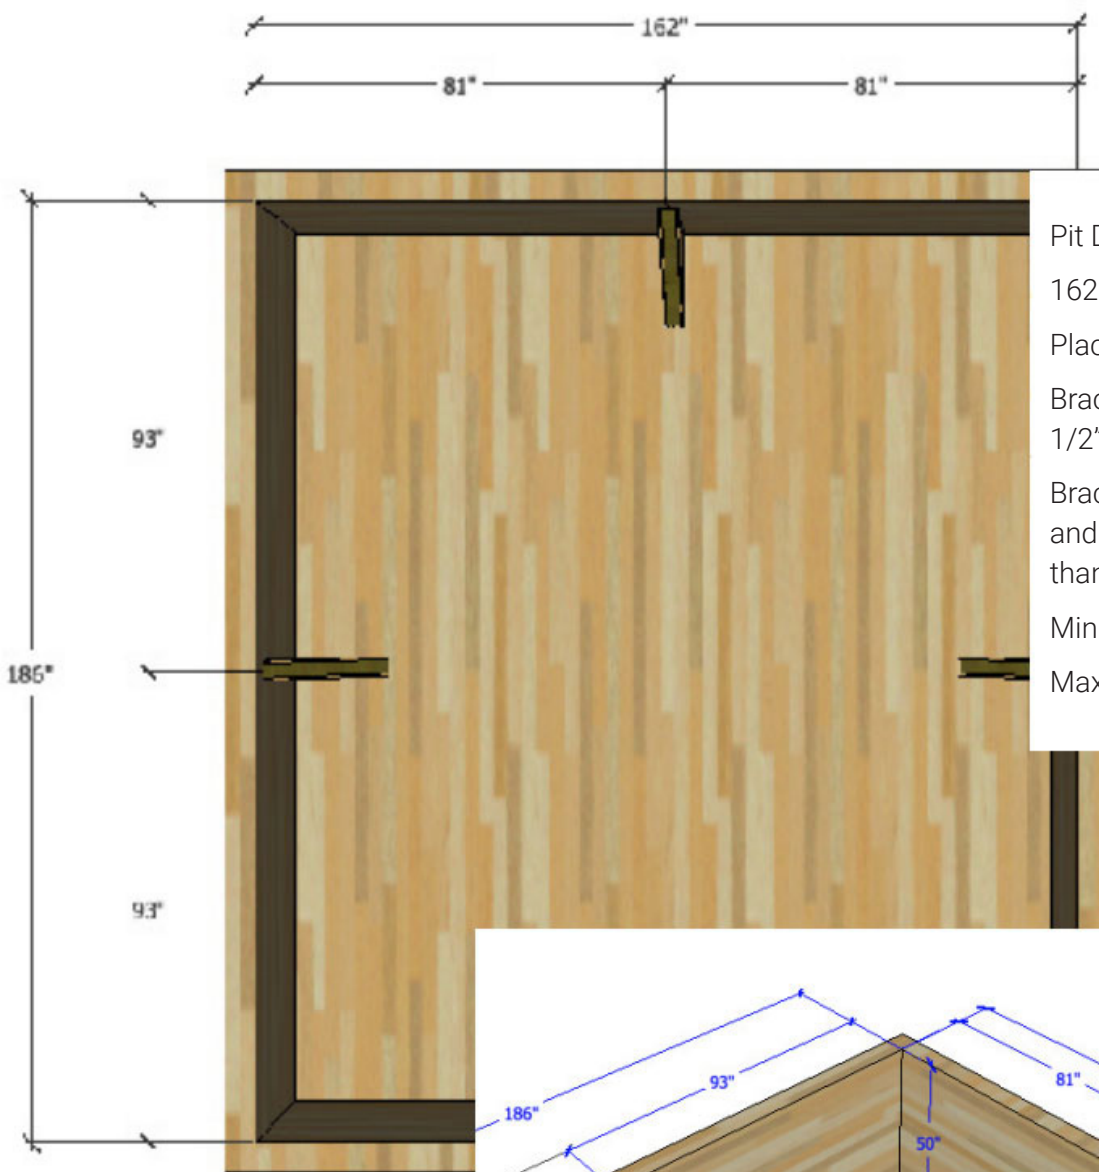 162"
81"
81"
Pit D
162
Plac
93"
Brac
1/2"
Brac
and
than
Min
186"
Max
93"
186"
93"
81"
50"